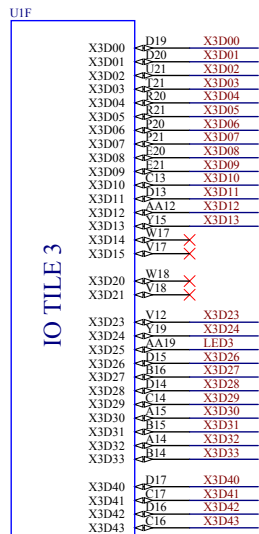 U1F
IO TILE 3
X3D00 D19 X3D00
X3D01 D20 X3D01
X3D02 U21 X3D02
X3D03 T21 X3D03
X3D04 R20 X3D04
X3D05 R21 X3D05
X3D06 P20 X3D06
X3D07 P21 X3D07
X3D08 E20 X3D08
X3D09 E21 X3D09
X3D10 C13 X3D10
X3D11 D13 X3D11
X3D12 AA12 X3D12
X3D13 Y15 X3D13
X3D14 W17
X3D15 V17
X3D20 W18
X3D21 V18
X3D23 V12 X3D23
X3D24 Y19 X3D24
X3D25 AA19 LED3
X3D26 D15 X3D26
X3D27 B16 X3D27
X3D28 D14 X3D28
X3D29 C14 X3D29
X3D30 A15 X3D30
X3D31 B15 X3D31
X3D32 A14 X3D32
X3D33 B14 X3D33
X3D40 D17 X3D40
X3D41 C17 X3D41
X3D42 D16 X3D42
X3D43 C16 X3D43